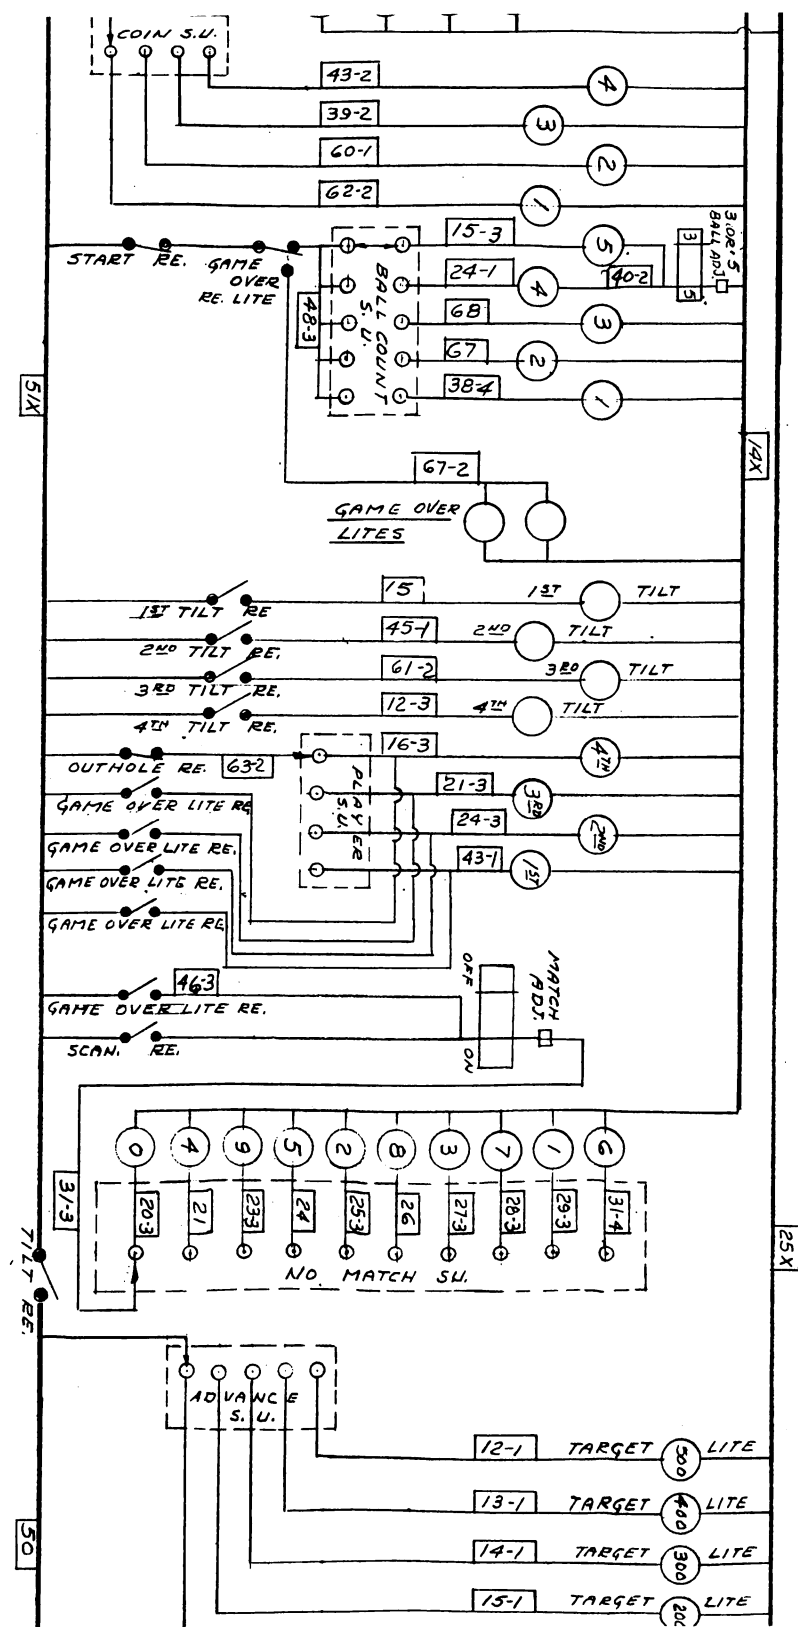 COIN S.U.
43-2
4
39-2
3
60-1
2
62-2
1
START RE.
GAME
OVER
RE. LITE
48-3
BALL COUNT
S.U.
15-3
5
24-1
4
40-2
68
3
67
2
38-4
1
3 OR 5
BALL ADJ.
3
5
51X
14X
67-2
GAME OVER
LITES
1ST TILT RE
15
1ST TILT
2ND TILT RE.
45-1
2ND TILT
3RD TILT RE.
61-2
3RD TILT
4TH TILT RE.
12-3
4TH TILT
OUTHOLE RE.
63-2
PLAYER
S.U.
16-3
4TH
GAME OVER LITE RE
21-3
3RD
GAME OVER LITE RE.
24-3
2ND
GAME OVER LITE RE.
43-1
1ST
GAME OVER LITE RE
46-3
GAME OVER LITE RE.
SCAN. RE.
OFF
ON
MATCH
ADJ.
0
4
9
5
2
8
3
7
1
6
31-3
20-3
21
23-3
24
25-3
26
27-3
28-3
29-3
31-4
NO. MATCH SW.
TILT RE.
25X
ADVANCE
S.U.
12-1
TARGET 500 LITE
13-1
TARGET 400 LITE
14-1
TARGET 300 LITE
15-1
TARGET 200 LITE
50